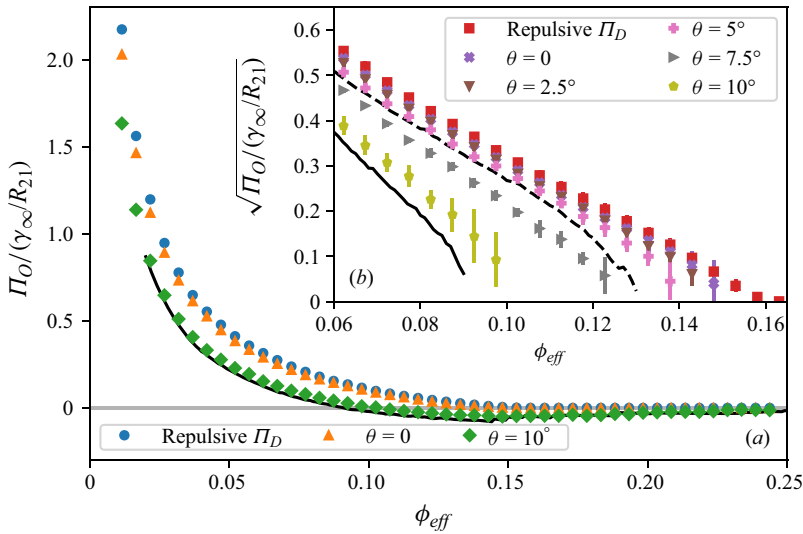 2.0
1.5
1.0
0.5
0
Π_O/(γ_∞/R_21)
0
0.05
0.10
0.15
0.20
0.25
ϕ_eff
Repulsive Π_D
θ = 0
θ = 10°
(a)
0.6
0.5
0.4
0.3
0.2
0.1
0
√Π_O/(γ_∞/R_21)
0.06
0.08
0.10
0.12
0.14
0.16
ϕ_eff
(b)
Repulsive Π_D
θ = 0
θ = 2.5°
θ = 5°
θ = 7.5°
θ = 10°